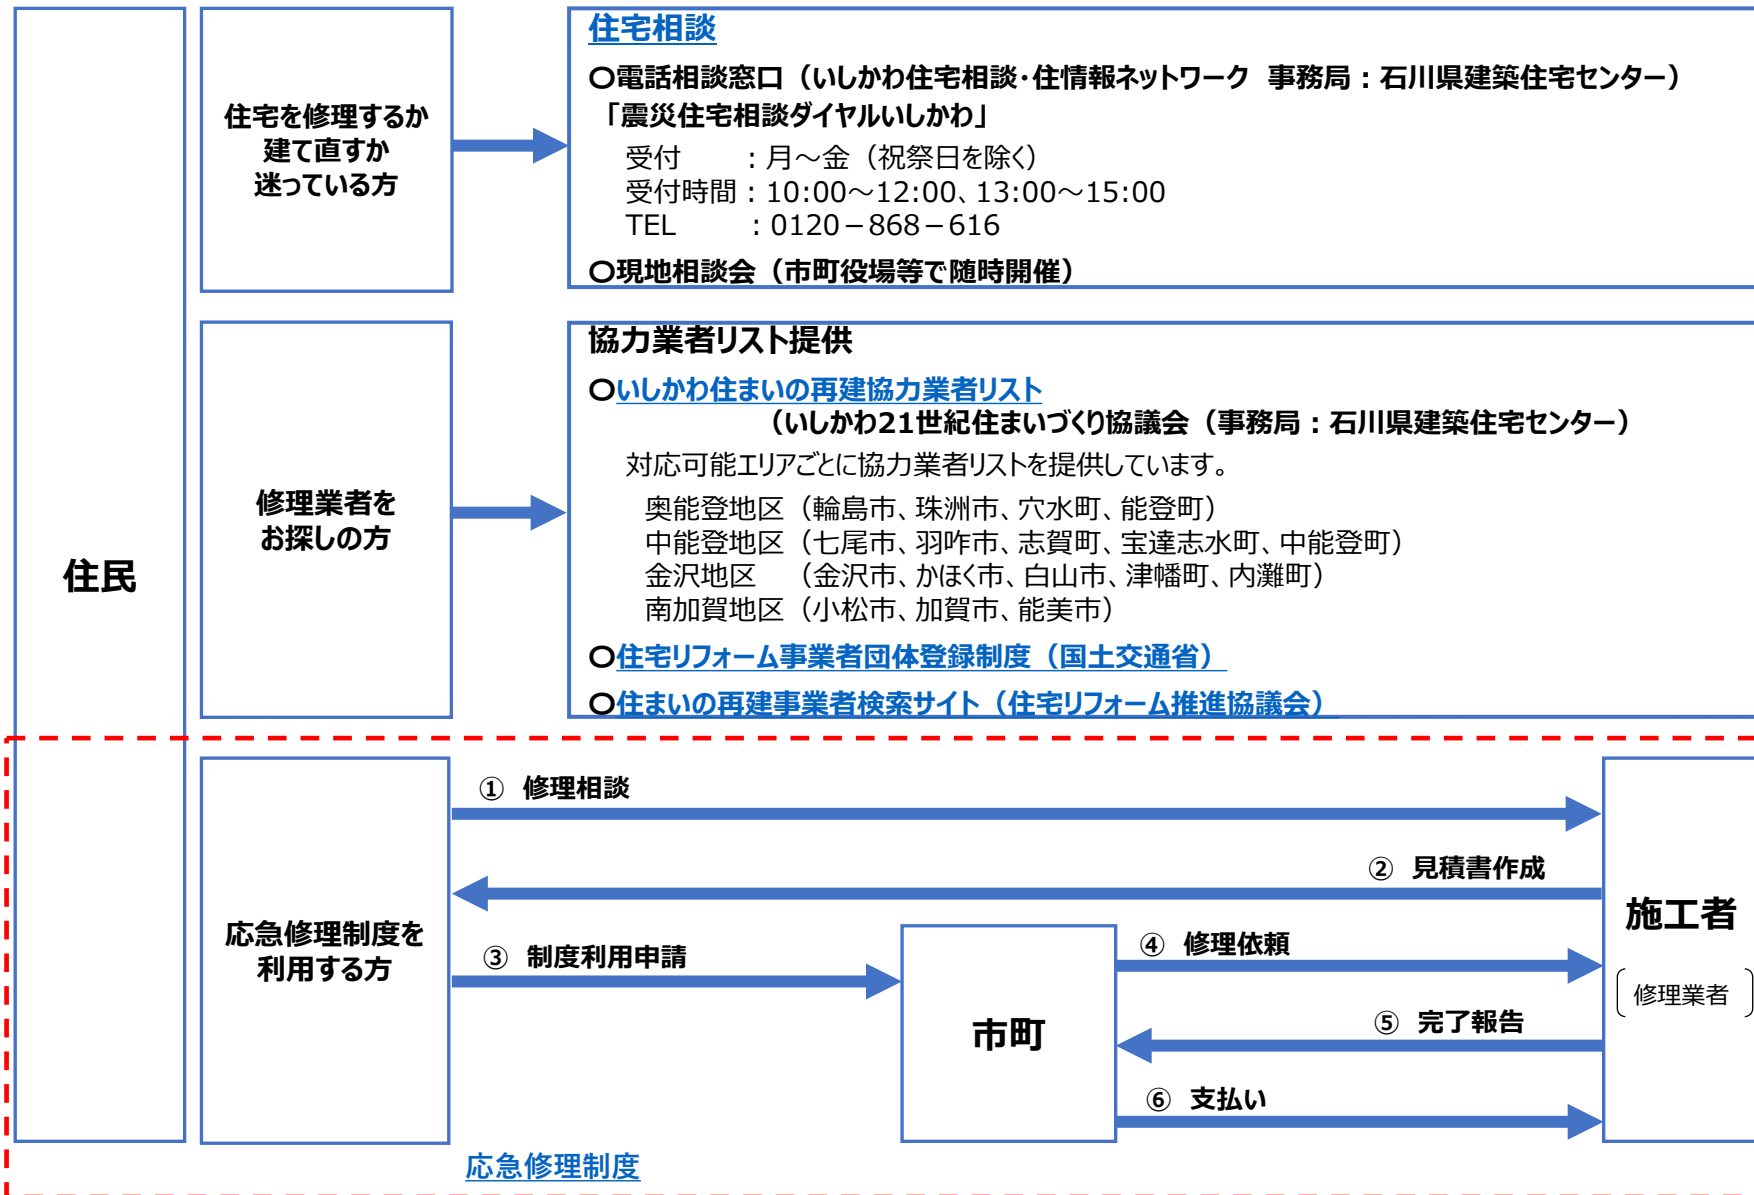 住民
住宅を修理するか
建て直すか
迷っている方
住宅相談
〇電話相談窓口（いしかわ住宅相談・住情報ネットワーク 事務局：石川県建築住宅センター）
「震災住宅相談ダイヤルいしかわ」
受付　　：月～金（祝祭日を除く）
受付時間：10:00～12:00、13:00～15:00
TEL　　：0120－868－616
〇現地相談会（市町役場等で随時開催）
修理業者を
お探しの方
協力業者リスト提供
〇いしかわ住まいの再建協力業者リスト
（いしかわ21世紀住まいづくり協議会（事務局：石川県建築住宅センター）
対応可能エリアごとに協力業者リストを提供しています。
奥能登地区（輪島市、珠洲市、穴水町、能登町）
中能登地区（七尾市、羽咋市、志賀町、宝達志水町、中能登町）
金沢地区　（金沢市、かほく市、白山市、津幡町、内灘町）
南加賀地区（小松市、加賀市、能美市）
〇住宅リフォーム事業者団体登録制度（国土交通省）
〇住まいの再建事業者検索サイト（住宅リフォーム推進協議会）
応急修理制度を
利用する方
① 修理相談
② 見積書作成
③ 制度利用申請
市町
④ 修理依頼
⑤ 完了報告
⑥ 支払い
施工者
修理業者
応急修理制度